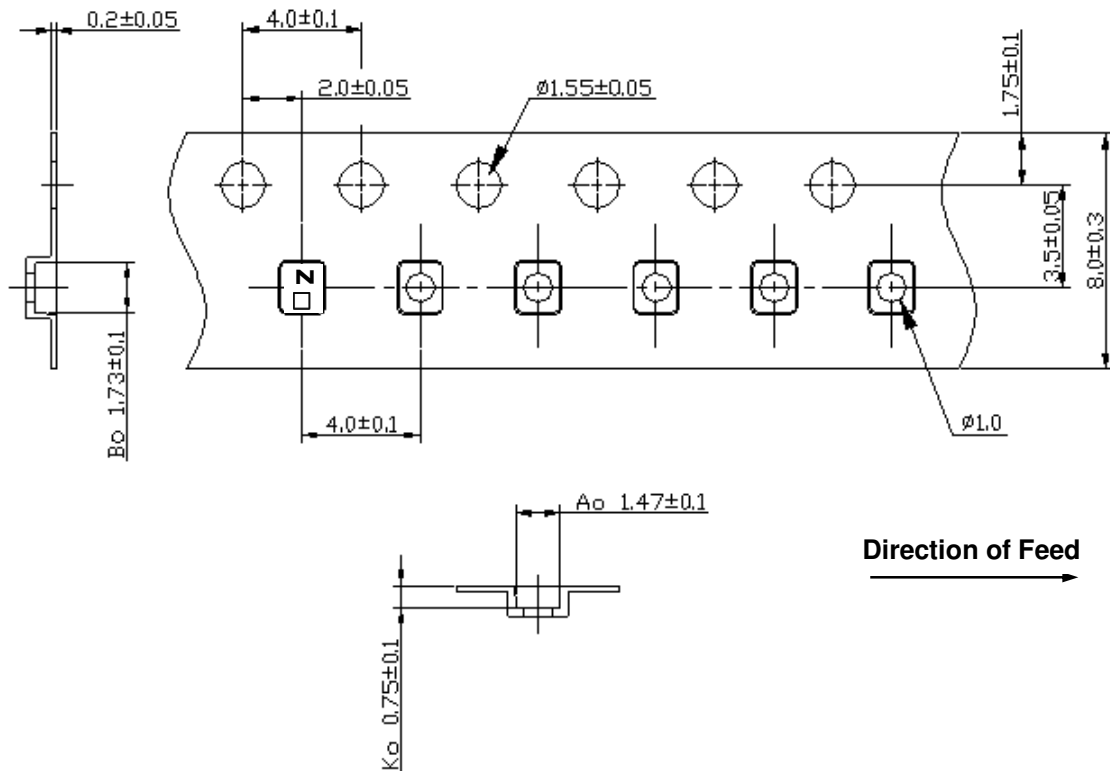 0.2±0.05
4.0±0.1
2.0±0.05
ø1.55±0.05
1.75±0.1
3.5±0.05
8.0±0.3
Z
Bo 1.73±0.1
4.0±0.1
ø1.0
Ao 1.47±0.1
Direction of Feed
Ko 0.75±0.1